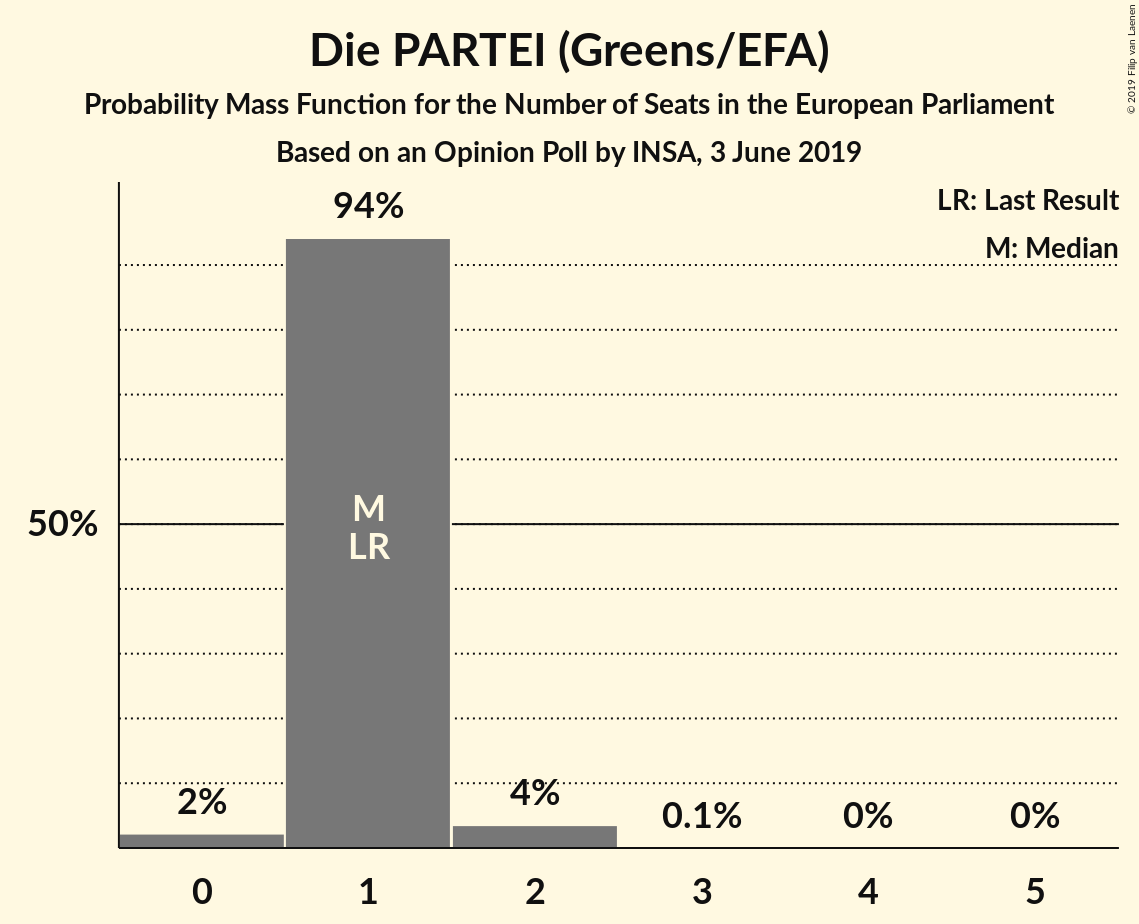 Die PARTEI (Greens/EFA)
Probability Mass Function for the Number of Seats in the European Parliament
Based on an Opinion Poll by INSA, 3 June 2019
© 2019 Filip van Laenen
LR: Last Result
M: Median
94%
50%
M
LR
2%
4%
0.1%
0%
0%
0
1
2
3
4
5